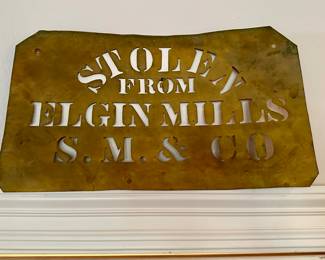 STOLEN
FROM
ELGIN MILLS
S. M. & CO